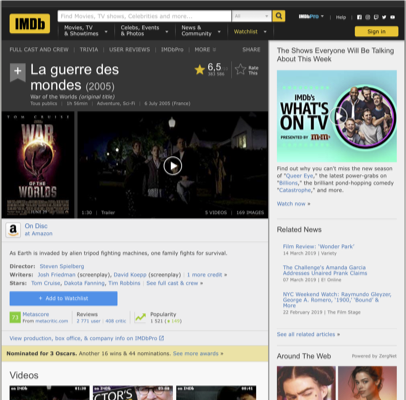 IMDb
Find Movies, TV shows, Celebrities and more...
All
IMDbPro
Help
Movies, TV
& Showtimes
Celebs, Events
& Photos
News &
Community
Watchlist
Sign in
FULL CAST AND CREW | TRIVIA | USER REVIEWS | IMDbPro | MORE
SHARE
La guerre des
mondes (2005)
War of the Worlds (original title)
Tous publics | 1h 56min | Adventure, Sci-Fi | 6 July 2005 (France)
6,5
Rate
This
TOM CRUISE
WAR
OF THE
WORLDS
1:30 | Trailer
5 VIDEOS | 169 IMAGES
a
On Disc
at Amazon
As Earth is invaded by alien tripod fighting machines, one family fights for survival.
Director: Steven Spielberg
Writers: Josh Friedman (screenplay), David Koepp (screenplay) | 1 more credit »
Stars: Tom Cruise, Dakota Fanning, Tim Robbins | See full cast & crew »
+ Add to Watchlist
73
Metascore
From metacritic.com
Reviews
2 771 user | 408 critic
Popularity
1 521
View production, box office, & company info on IMDbPro
Nominated for 3 Oscars. Another 16 wins & 44 nominations. See more awards »
Videos
The Shows Everyone Will Be Talking
About This Week
IMDb's
WHAT'S
ON TV
PRESENTED BY m&m's
Find out why you can't miss the new season
of "Queer Eye," the latest power-grabs on
"Billions," the brilliant pond-hopping comedy
"Catastrophe," and more.
Watch now »
Related News
Film Review: 'Wonder Park'
14 March 2019 | Variety
The Challenge's Amanda Garcia
Addresses Unaired Prank Claims
07 March 2019 | E! Online
NYC Weekend Watch: Raymundo Gleyzer,
George A. Romero, '1900,' 'Bound' &
More
22 February 2019 | The Film Stage
See all related articles »
Around The Web
Powered by ZergNet